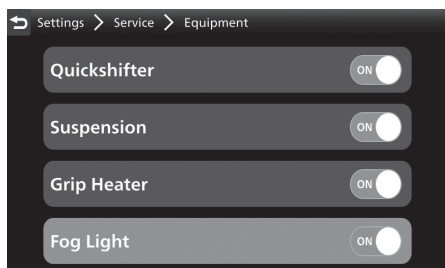 Settings > Service > Equipment
Quickshifter ON
Suspension ON
Grip Heater ON
Fog Light ON